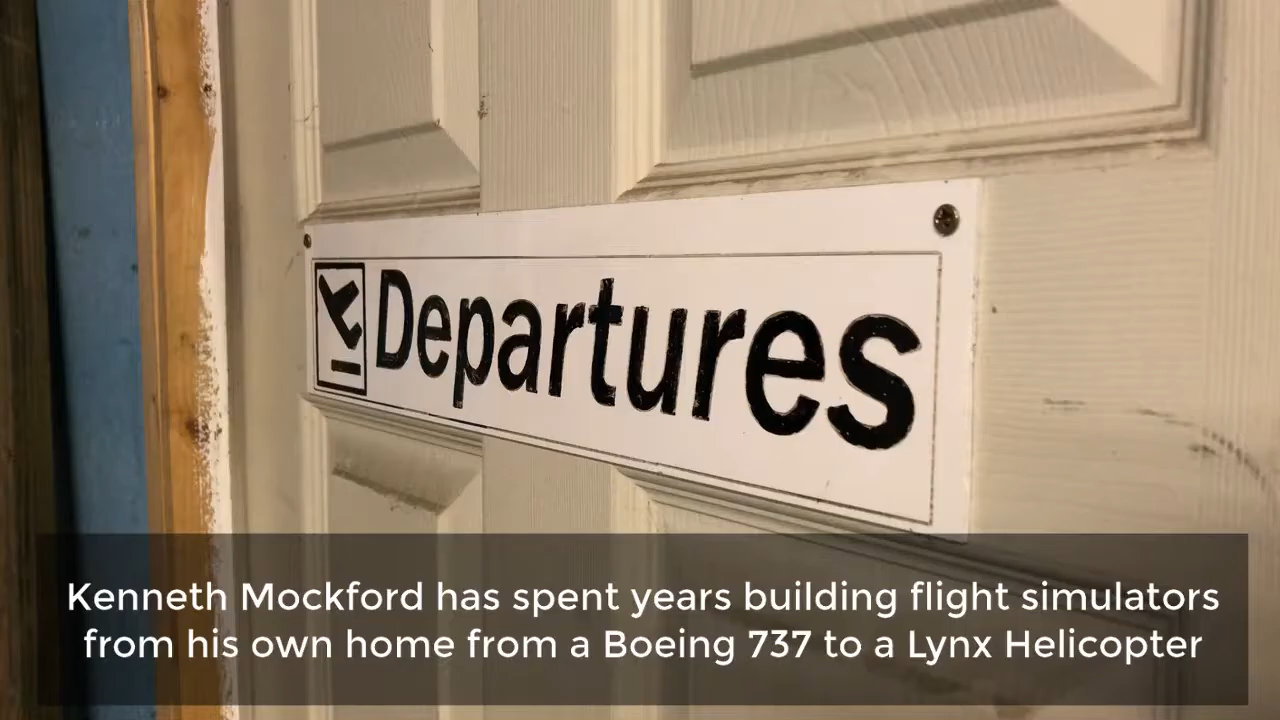 Departures
Kenneth Mockford has spent years building flight simulators
from his own home from a Boeing 737 to a Lynx Helicopter